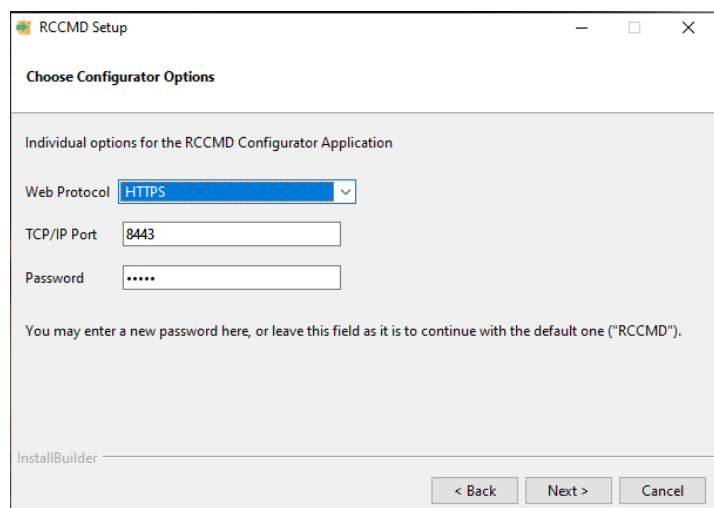 RCCMD Setup
Choose Configurator Options
Individual options for the RCCMD Configurator Application
Web Protocol HTTPS
TCP/IP Port 8443
Password •••••
You may enter a new password here, or leave this field as it is to continue with the default one ("RCCMD").
InstallBuilder
< Back Next > Cancel